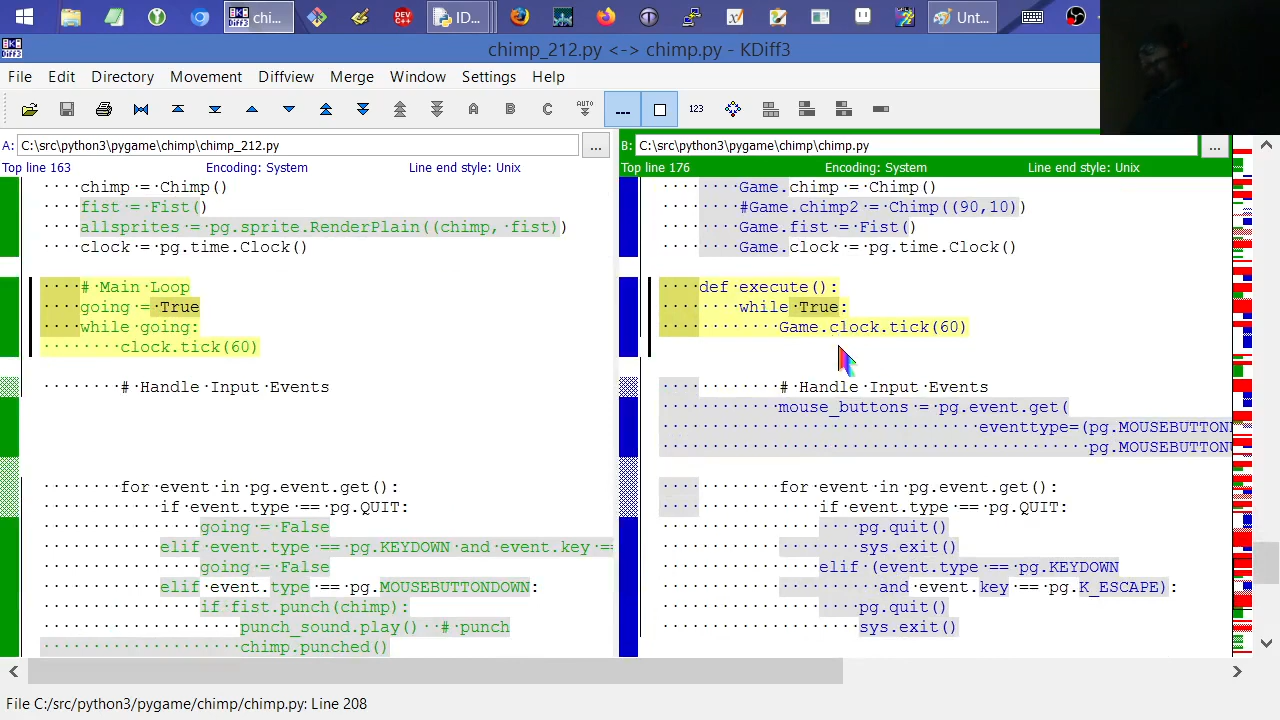 chi...
DEV C++
ID...
Unt...
KDiff3
chimp_212.py <-> chimp.py - KDiff3
File Edit Directory Movement Diffview Merge Window Settings Help
A B C AUTO 123
A: C:\src\python3\pygame\chimp\chimp_212.py ...
Top line 163 Encoding: System Line end style: Unix
····chimp·=·Chimp()
····fist·=·Fist()
····allsprites·=·pg.sprite.RenderPlain((chimp,·fist))
····clock·=·pg.time.Clock()
····#·Main·Loop
····going·=·True
····while·going:
········clock.tick(60)
········#·Handle·Input·Events
········for·event·in·pg.event.get():
············if·event.type·==·pg.QUIT:
················going·=·False
············elif·event.type·==·pg.KEYDOWN·and·event.key·==
················going·=·False
············elif·event.type·==·pg.MOUSEBUTTONDOWN:
················if·fist.punch(chimp):
····················punch_sound.play()··#·punch
····················chimp.punched()
B: C:\src\python3\pygame\chimp\chimp.py ...
Top line 176 Encoding: System Line end style: Unix
········Game.chimp·=·Chimp()
········#Game.chimp2·=·Chimp((90,10))
········Game.fist·=·Fist()
········Game.clock·=·pg.time.Clock()
····def·execute():
········while·True:
············Game.clock.tick(60)
············#·Handle·Input·Events
············mouse_buttons·=·pg.event.get(
································eventtype=(pg.MOUSEBUTTOND
···········································pg.MOUSEBUTTONU
············for·event·in·pg.event.get():
················if·event.type·==·pg.QUIT:
····················pg.quit()
····················sys.exit()
················elif·(event.type·==·pg.KEYDOWN
······················and·event.key·==·pg.K_ESCAPE):
····················pg.quit()
····················sys.exit()
File C:/src/python3/pygame/chimp/chimp.py: Line 208